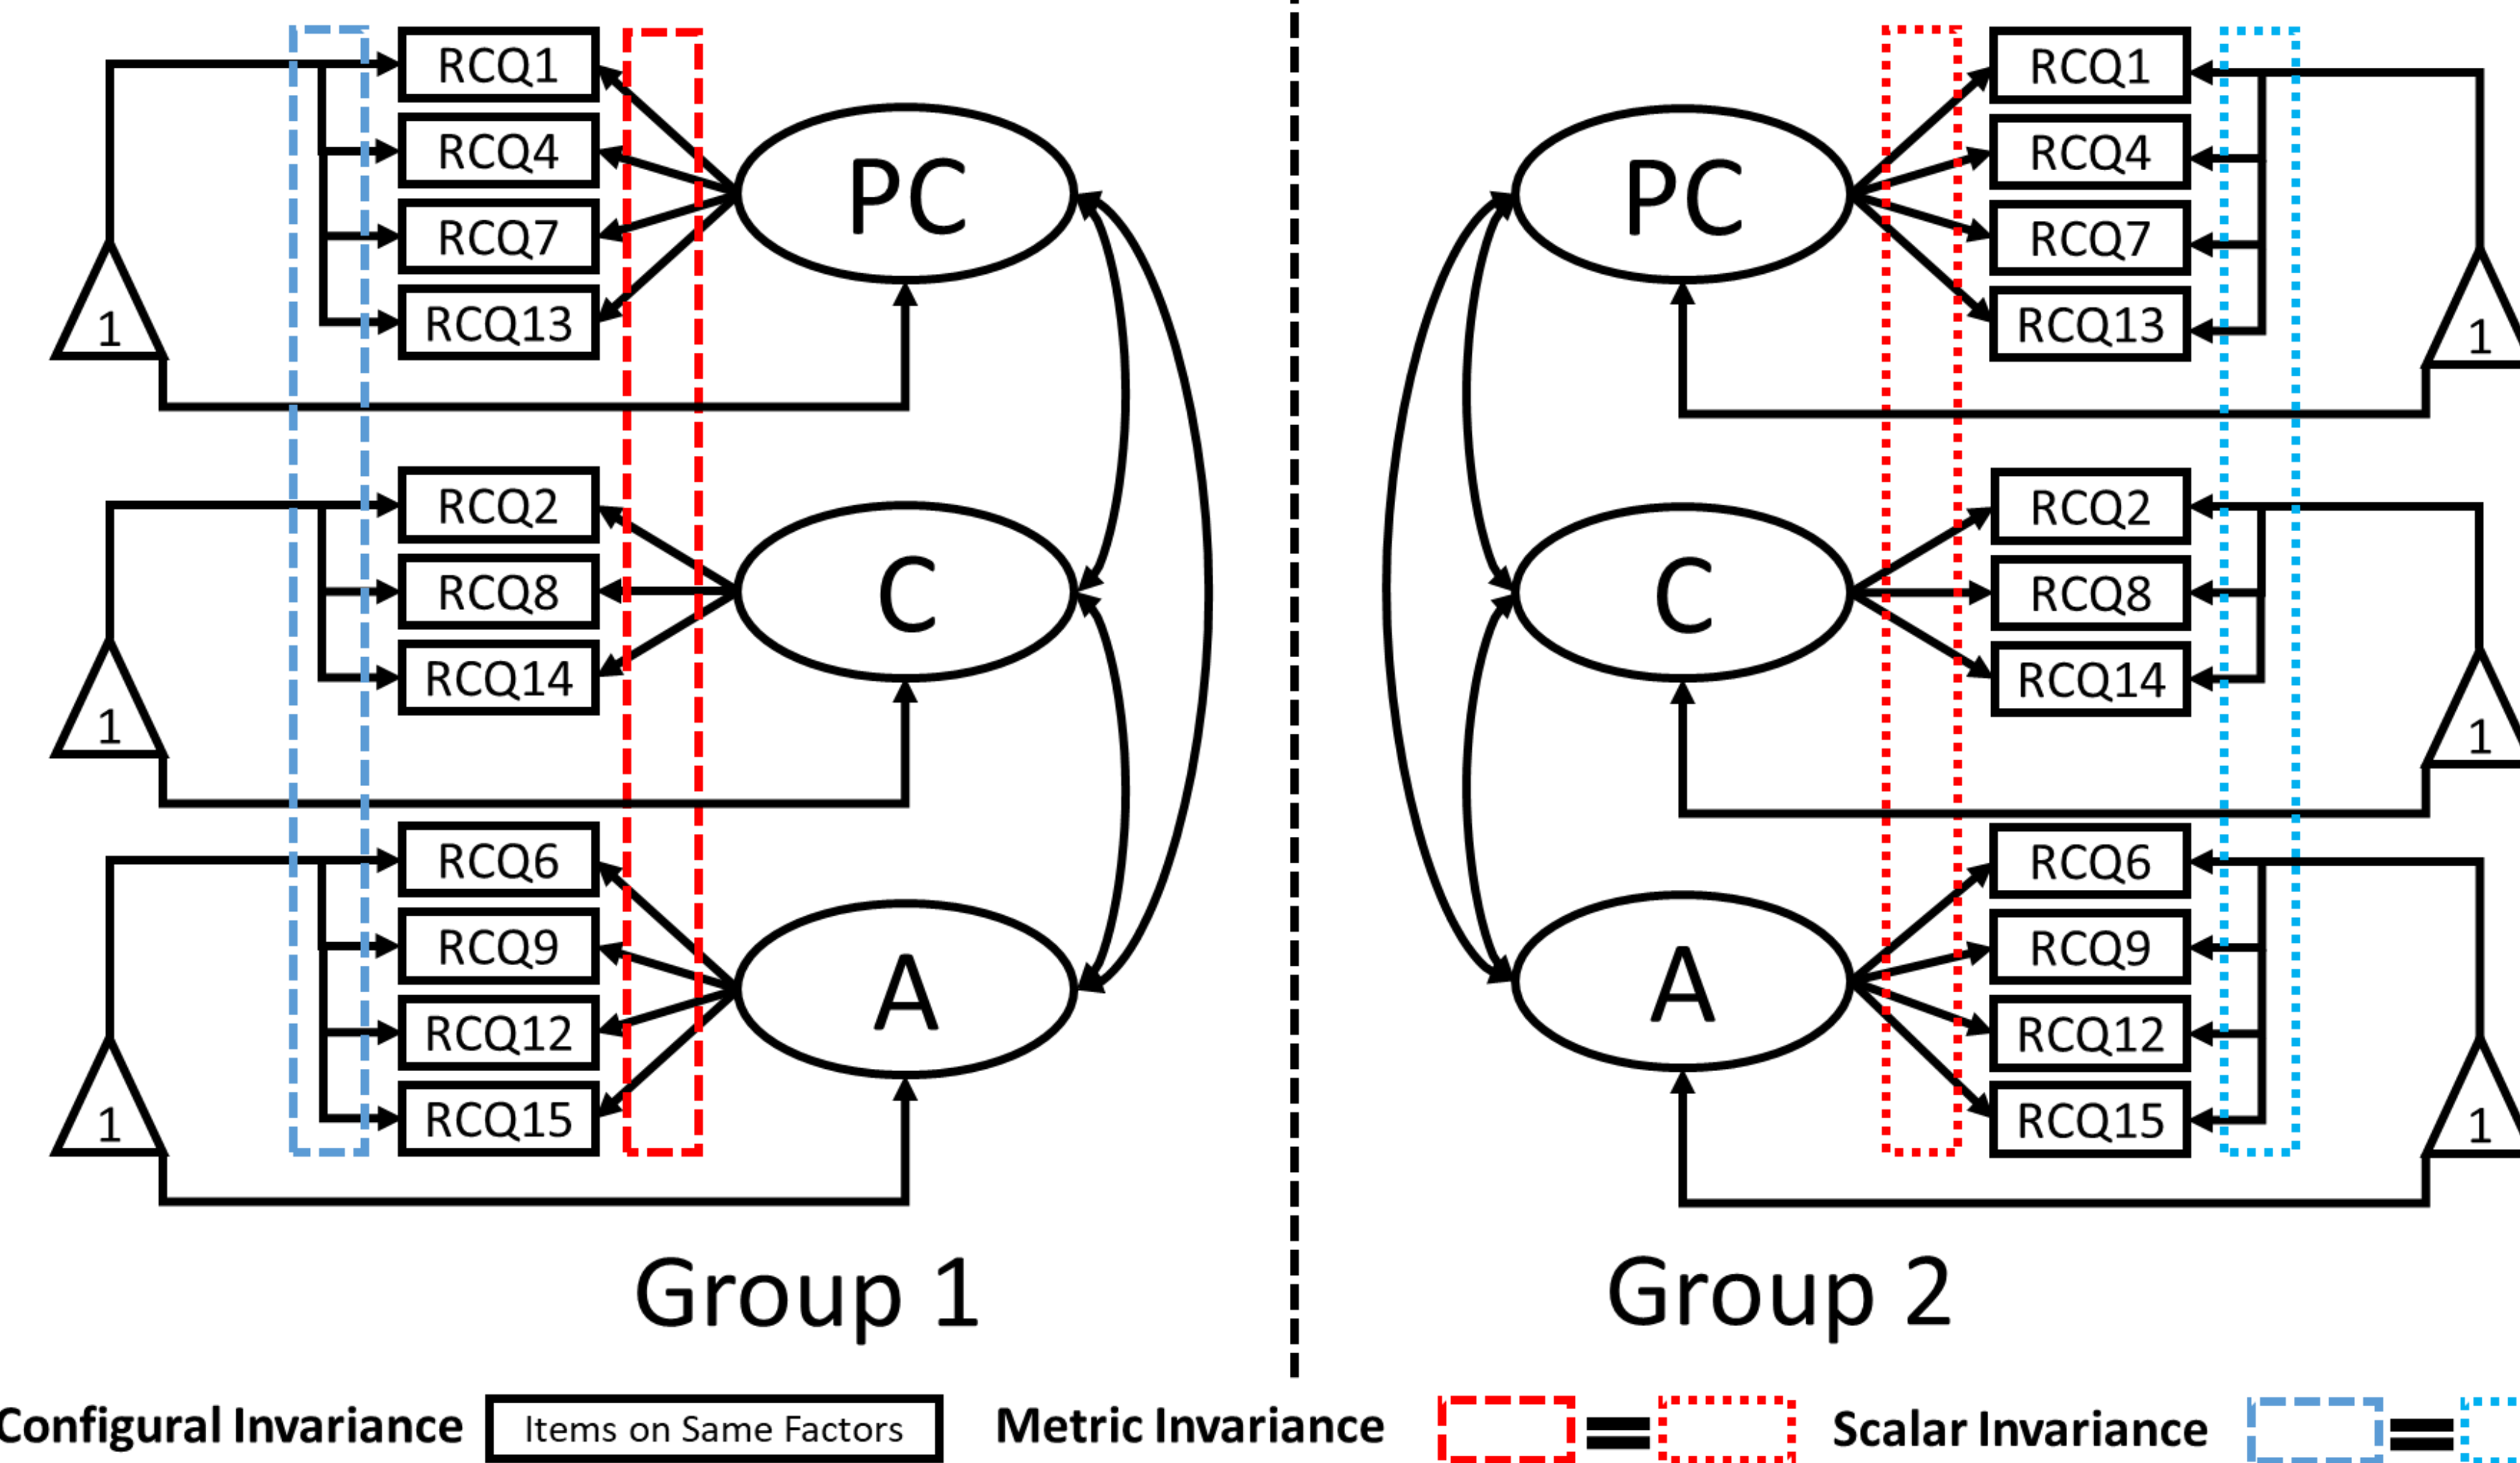 RCQ1
RCQ4
RCQ7
RCQ13
PC
1
RCQ2
RCQ8
RCQ14
C
1
RCQ6
RCQ9
RCQ12
RCQ15
A
1
Group 1
PC
RCQ1
RCQ4
RCQ7
RCQ13
1
C
RCQ2
RCQ8
RCQ14
1
A
RCQ6
RCQ9
RCQ12
RCQ15
1
Group 2
Configural Invariance
Items on Same Factors
Metric Invariance
=
Scalar Invariance
=